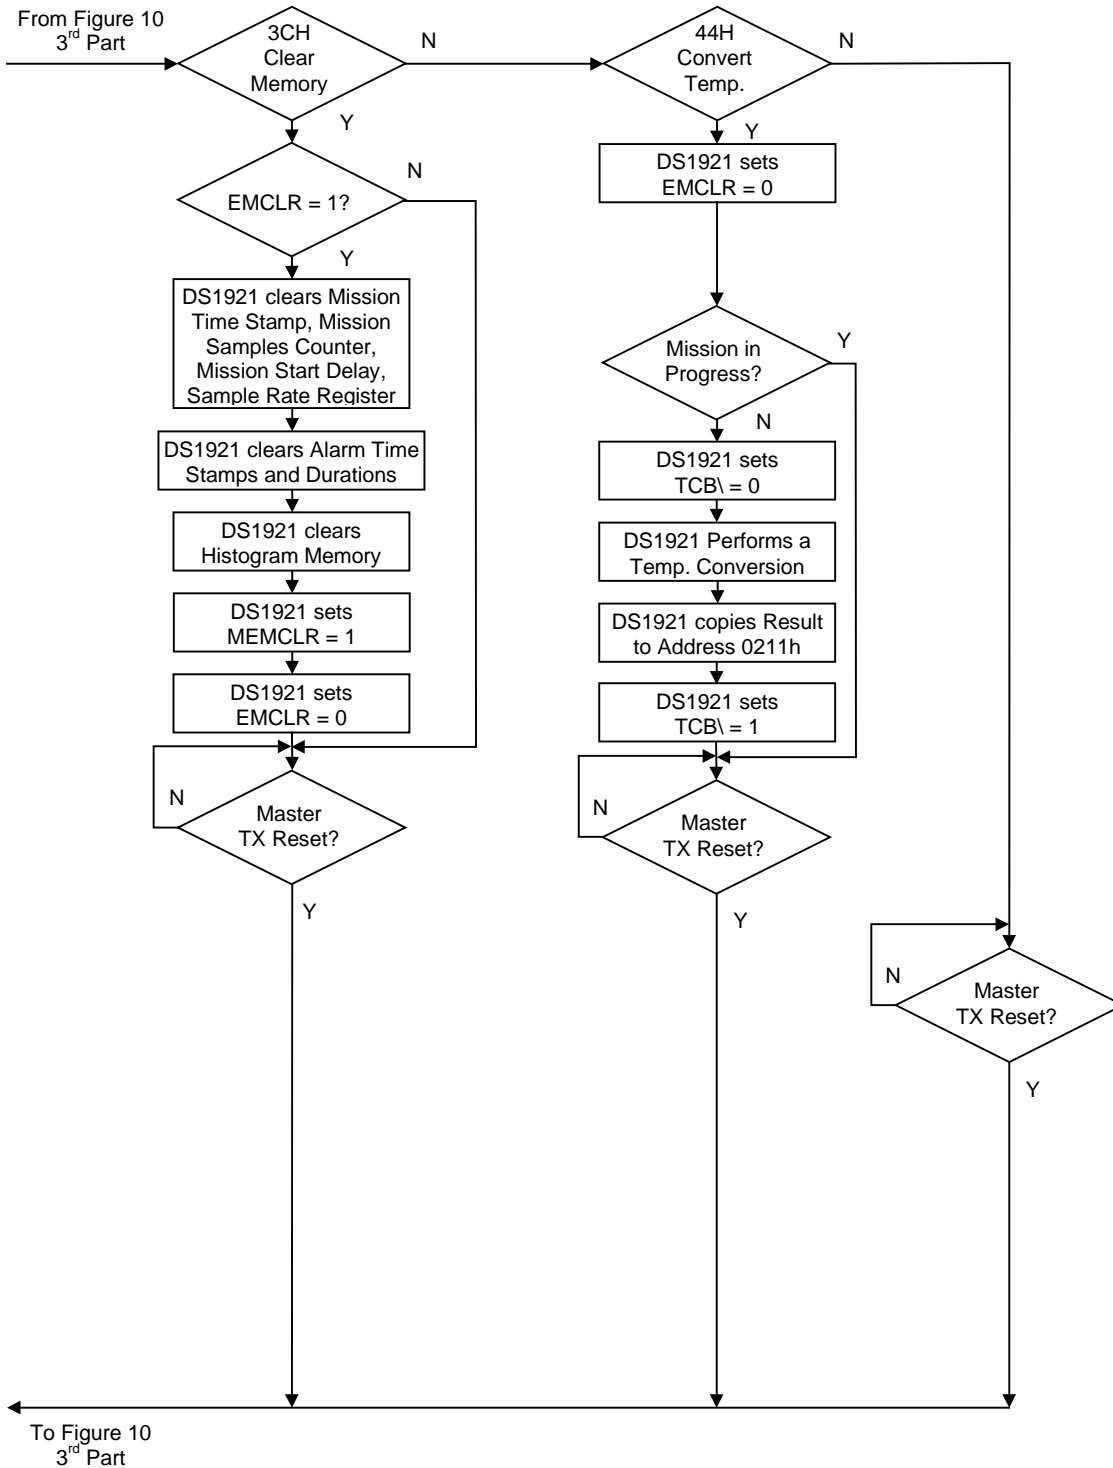 From Figure 10
3rd Part
3CH
Clear
Memory
N
44H
Convert
Temp.
N
Y
Y
EMCLR = 1?
N
DS1921 sets
EMCLR = 0
Y
DS1921 clears Mission
Time Stamp, Mission
Samples Counter,
Mission Start Delay,
Sample Rate Register
Mission in
Progress?
Y
N
DS1921 clears Alarm Time
Stamps and Durations
DS1921 sets
TCB\ = 0
DS1921 clears
Histogram Memory
DS1921 Performs a
Temp. Conversion
DS1921 sets
MEMCLR = 1
DS1921 copies Result
to Address 0211h
DS1921 sets
EMCLR = 0
DS1921 sets
TCB\ = 1
N
Master
TX Reset?
N
Master
TX Reset?
Y
Y
N
Master
TX Reset?
Y
To Figure 10
3rd Part